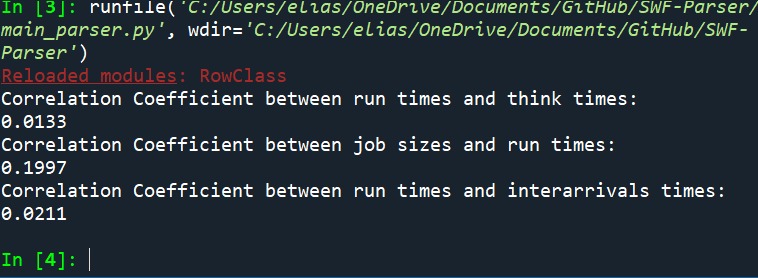 In [3]: runfile('C:/Users/elias/OneDrive/Documents/GitHub/SWF-Parser/
main_parser.py', wdir='C:/Users/elias/OneDrive/Documents/GitHub/SWF-
Parser')
Reloaded modules: RowClass
Correlation Coefficient between run times and think times:
0.0133
Correlation Coefficient between job sizes and run times:
0.1997
Correlation Coefficient between run times and interarrivals times:
0.0211
In [4]: